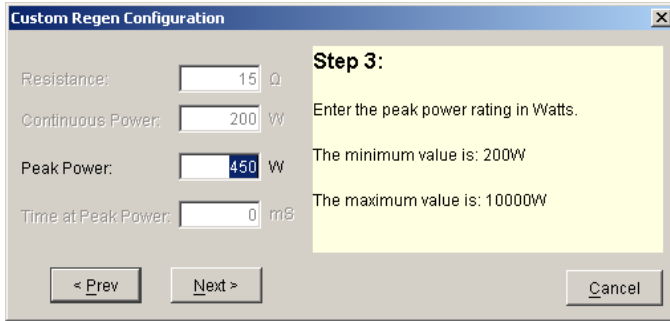 Custom Regen Configuration
Resistance: 15 Ω
Continuous Power: 200 W
Peak Power: 450 W
Time at Peak Power: 0 mS
Step 3:
Enter the peak power rating in Watts.
The minimum value is: 200W
The maximum value is: 10000W
< Prev Next > Cancel